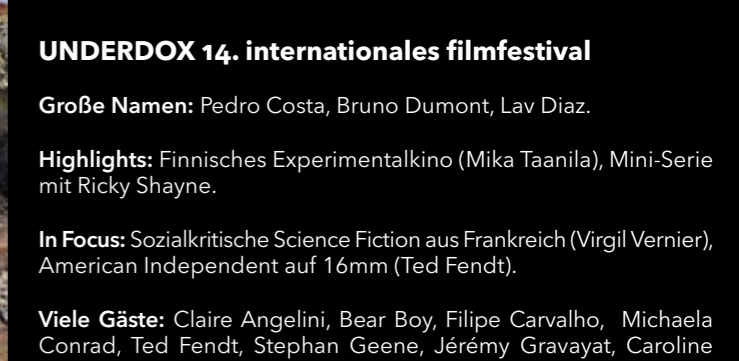 UNDERDOX 14. internationales filmfestival
Große Namen: Pedro Costa, Bruno Dumont, Lav Diaz.
Highlights: Finnisches Experimentalkino (Mika Taanila), Mini-Serie
mit Ricky Shayne.
In Focus: Sozialkritische Science Fiction aus Frankreich (Virgil Vernier),
American Independent auf 16mm (Ted Fendt).
Viele Gäste: Claire Angelini, Bear Boy, Filipe Carvalho, Michaela
Conrad, Ted Fendt, Stephan Geene, Jérémy Gravayat, Caroline